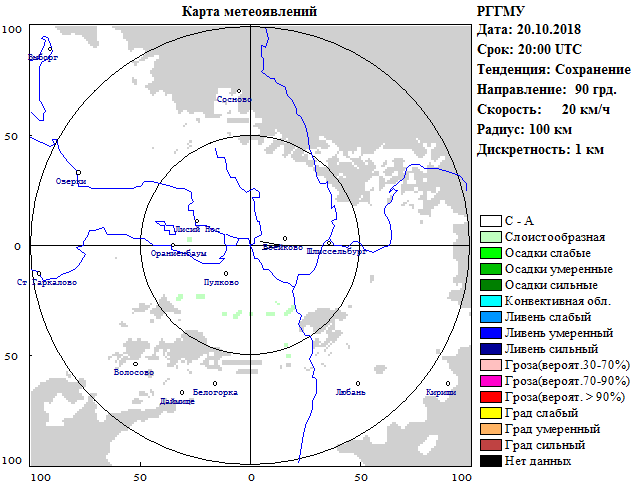 Карта метеоявлений
РГГМУ
Дата: 20.10.2018
Срок: 20:00 UTC
Тенденция: Сохранение
Направление: 90 грд.
Скорость: 20 км/ч
Радиус: 100 км
Дискретность: 1 км
100
50
0
50
100
100
50
0
50
100
Выборг
Сосново
Озерки
Лисий Нос
Ораниенбаум
Воейково
Шлиссельбург
Ст. Гаркалово
Пулково
Волосово
Даймище
Белогорка
Любань
Кириши
С - А
Слоистообразная
Осадки слабые
Осадки умеренные
Осадки сильные
Конвективная обл.
Ливень слабый
Ливень умеренный
Ливень сильный
Гроза(вероят.30-70%)
Гроза(вероят.70-90%)
Гроза(вероят. > 90%)
Град слабый
Град умеренный
Град сильный
Нет данных